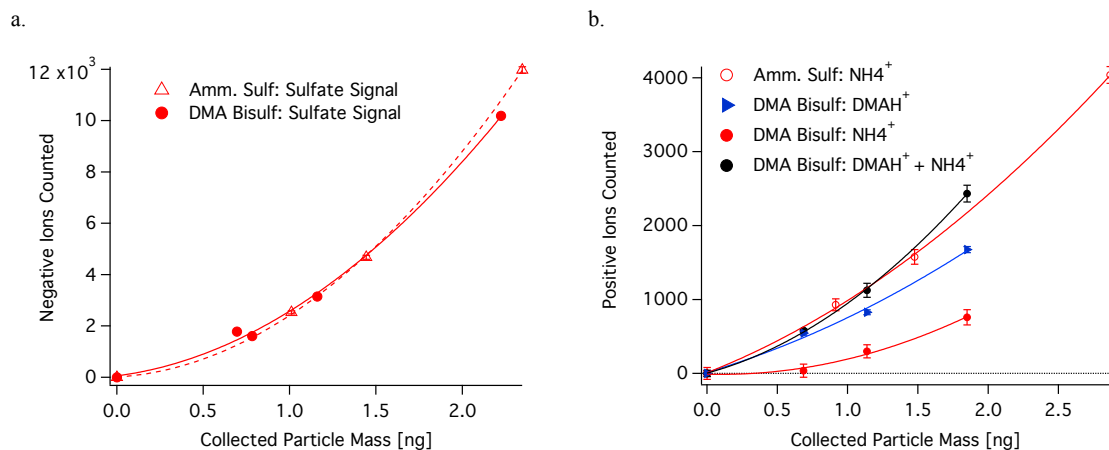 a.
12 x10³
10
8
6
4
2
0
Negative Ions Counted
Amm. Sulf: Sulfate Signal
DMA Bisulf: Sulfate Signal
0.0 0.5 1.0 1.5 2.0
Collected Particle Mass [ng]
b.
4000
3000
2000
1000
0
Positive Ions Counted
Amm. Sulf: NH4⁺
DMA Bisulf: DMAH⁺
DMA Bisulf: NH4⁺
DMA Bisulf: DMAH⁺ + NH4⁺
0.0 0.5 1.0 1.5 2.0 2.5
Collected Particle Mass [ng]